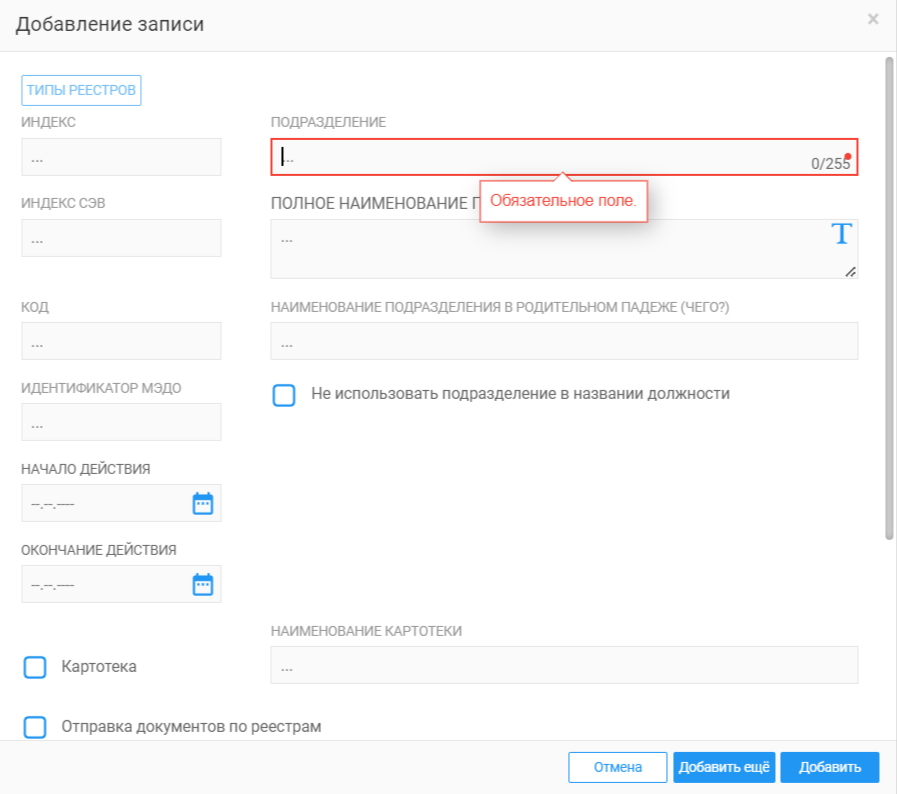 Добавление записи
×
ТИПЫ РЕЕСТРОВ
ИНДЕКС
...
ПОДРАЗДЕЛЕНИЕ
...
0/255
Обязательное поле.
ИНДЕКС СЭВ
...
ПОЛНОЕ НАИМЕНОВАНИЕ
...
T
КОД
...
НАИМЕНОВАНИЕ ПОДРАЗДЕЛЕНИЯ В РОДИТЕЛЬНОМ ПАДЕЖЕ (ЧЕГО?)
...
ИДЕНТИФИКАТОР МЭДО
...
Не использовать подразделение в названии должности
НАЧАЛО ДЕЙСТВИЯ
--.--.----
ОКОНЧАНИЕ ДЕЙСТВИЯ
--.--.----
Картотека
НАИМЕНОВАНИЕ КАРТОТЕКИ
...
Отправка документов по реестрам
Отмена
Добавить ещё
Добавить